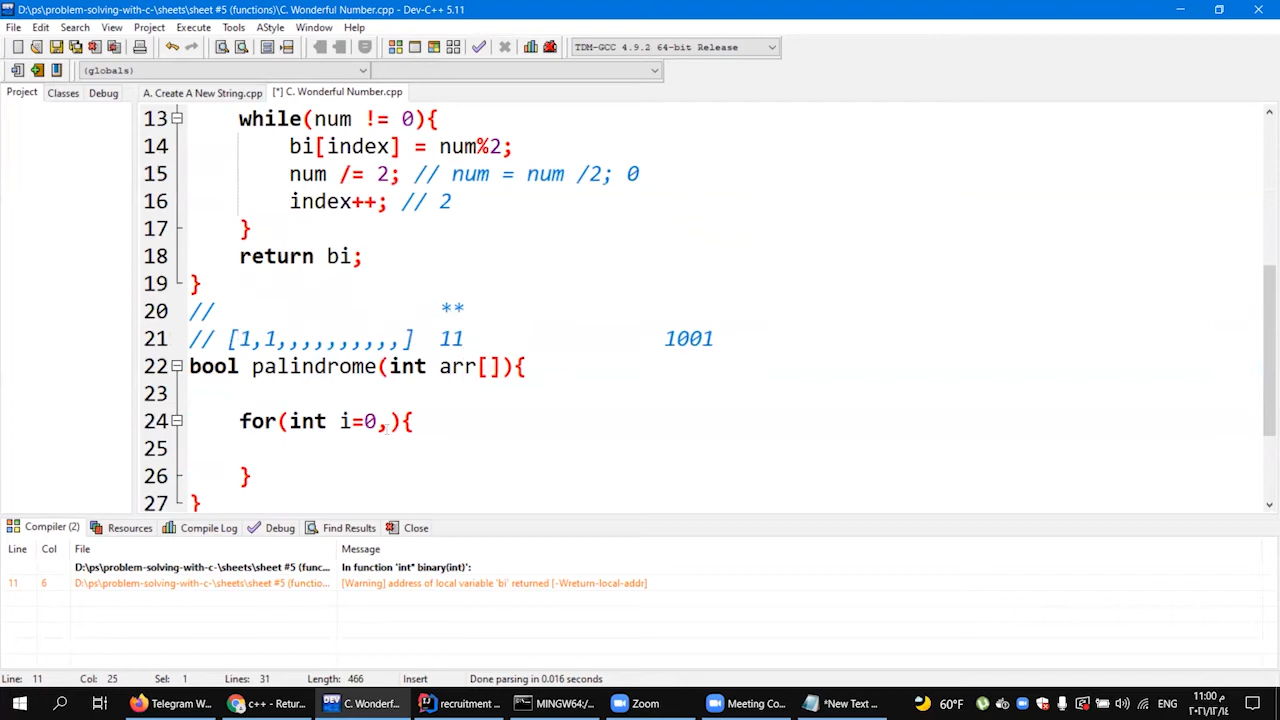 D:\ps\problem-solving-with-c-\sheets\sheet #5 (functions)\C. Wonderful Number.cpp - Dev-C++ 5.11
File Edit Search View Project Execute Tools AStyle Window Help
TDM-GCC 4.9.2 64-bit Release
(globals)
Project Classes Debug A. Create A New String.cpp [*] C. Wonderful Number.cpp
13 while(num != 0){
14 bi[index] = num%2;
15 num /= 2; // num = num /2; 0
16 index++; // 2
17 }
18 return bi;
19 }
20 // **
21 // [1,1,,,,,,,,,,] 11 1001
22 bool palindrome(int arr[]){
23
24 for(int i=0,){
25
26 }
27 }
Compiler (2) Resources Compile Log Debug Find Results Close
Line Col File Message
D:\ps\problem-solving-with-c-\sheets\sheet #5 (func... In function 'int* binary(int)':
11 6 D:\ps\problem-solving-with-c-\sheets\sheet #5 (functio... [Warning] address of local variable 'bi' returned [-Wreturn-local-addr]
Line: 11 Col: 25 Sel: 1 Lines: 31 Length: 466 Insert Done parsing in 0.016 seconds
Telegram W... c++ - Retur... C. Wonderf... recruitment ... MINGW64:/... Zoom Meeting Co... *New Text ... 60°F ENG 11:00